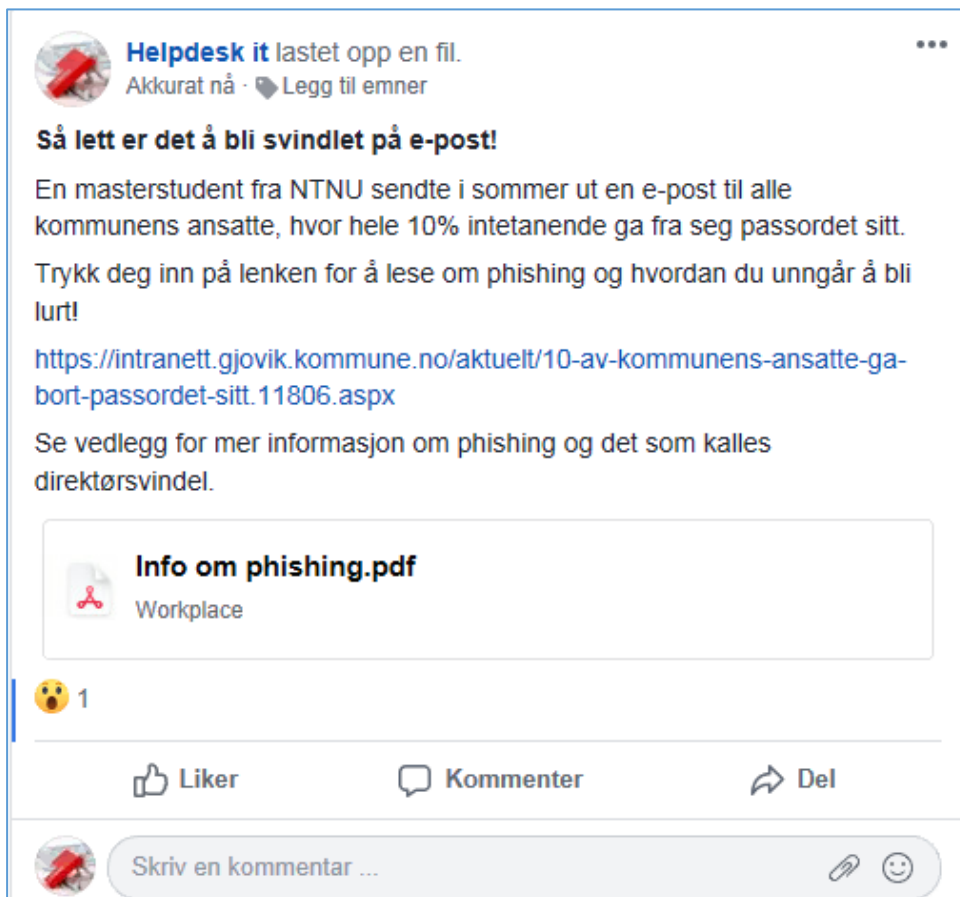 Helpdesk it lastet opp en fil.
Akkurat nå · Legg til emner
Så lett er det å bli svindlet på e-post!
En masterstudent fra NTNU sendte i sommer ut en e-post til alle
kommunens ansatte, hvor hele 10% intetanende ga fra seg passordet sitt.
Trykk deg inn på lenken for å lese om phishing og hvordan du unngår å bli
lurt!
https://intranett.gjovik.kommune.no/aktuelt/10-av-kommunens-ansatte-ga-
bort-passordet-sitt.11806.aspx
Se vedlegg for mer informasjon om phishing og det som kalles
direktørsvindel.
Info om phishing.pdf
Workplace
1
Liker
Kommenter
Del
Skriv en kommentar ...